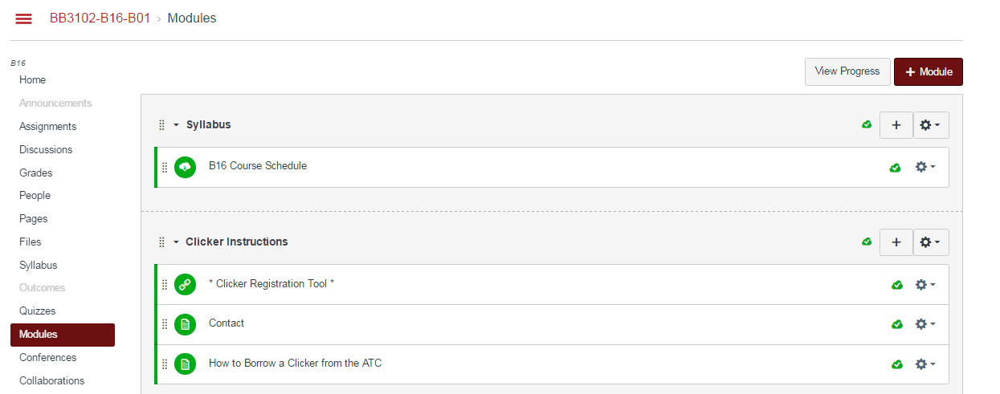 BB3102-B16-B01 › Modules
B16
Home
Announcements
Assignments
Discussions
Grades
People
Pages
Files
Syllabus
Outcomes
Quizzes
Modules
Conferences
Collaborations
View Progress
+ Module
Syllabus
B16 Course Schedule
Clicker Instructions
* Clicker Registration Tool *
Contact
How to Borrow a Clicker from the ATC